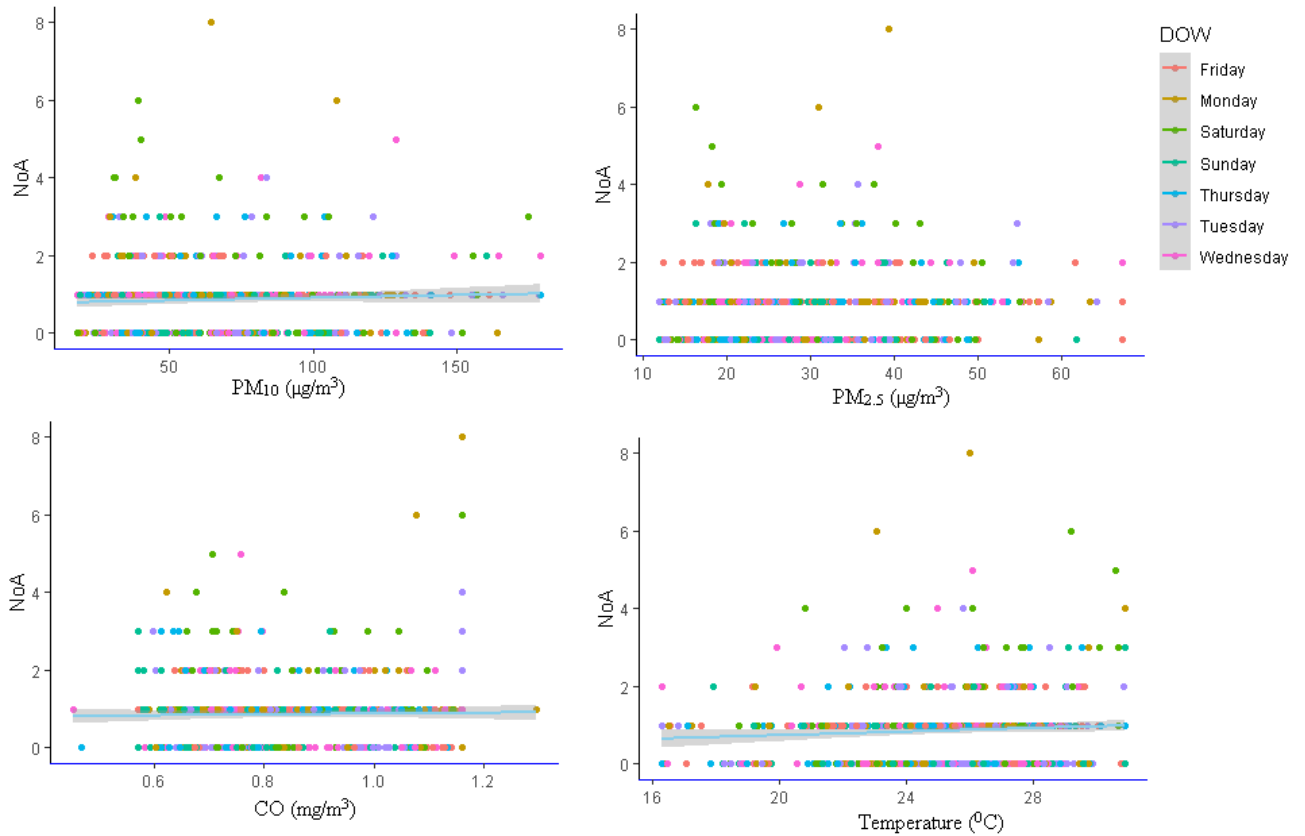 8
6
4
2
0
NoA
50
100
150
PM₁₀ (µg/m³)
8
6
4
2
0
NoA
10
20
30
40
50
60
PM₂.₅ (µg/m³)
DOW
Friday
Monday
Saturday
Sunday
Thursday
Tuesday
Wednesday
8
6
4
2
0
NoA
0.6
0.8
1.0
1.2
CO (mg/m³)
8
6
4
2
0
NoA
16
20
24
28
Temperature (⁰C)